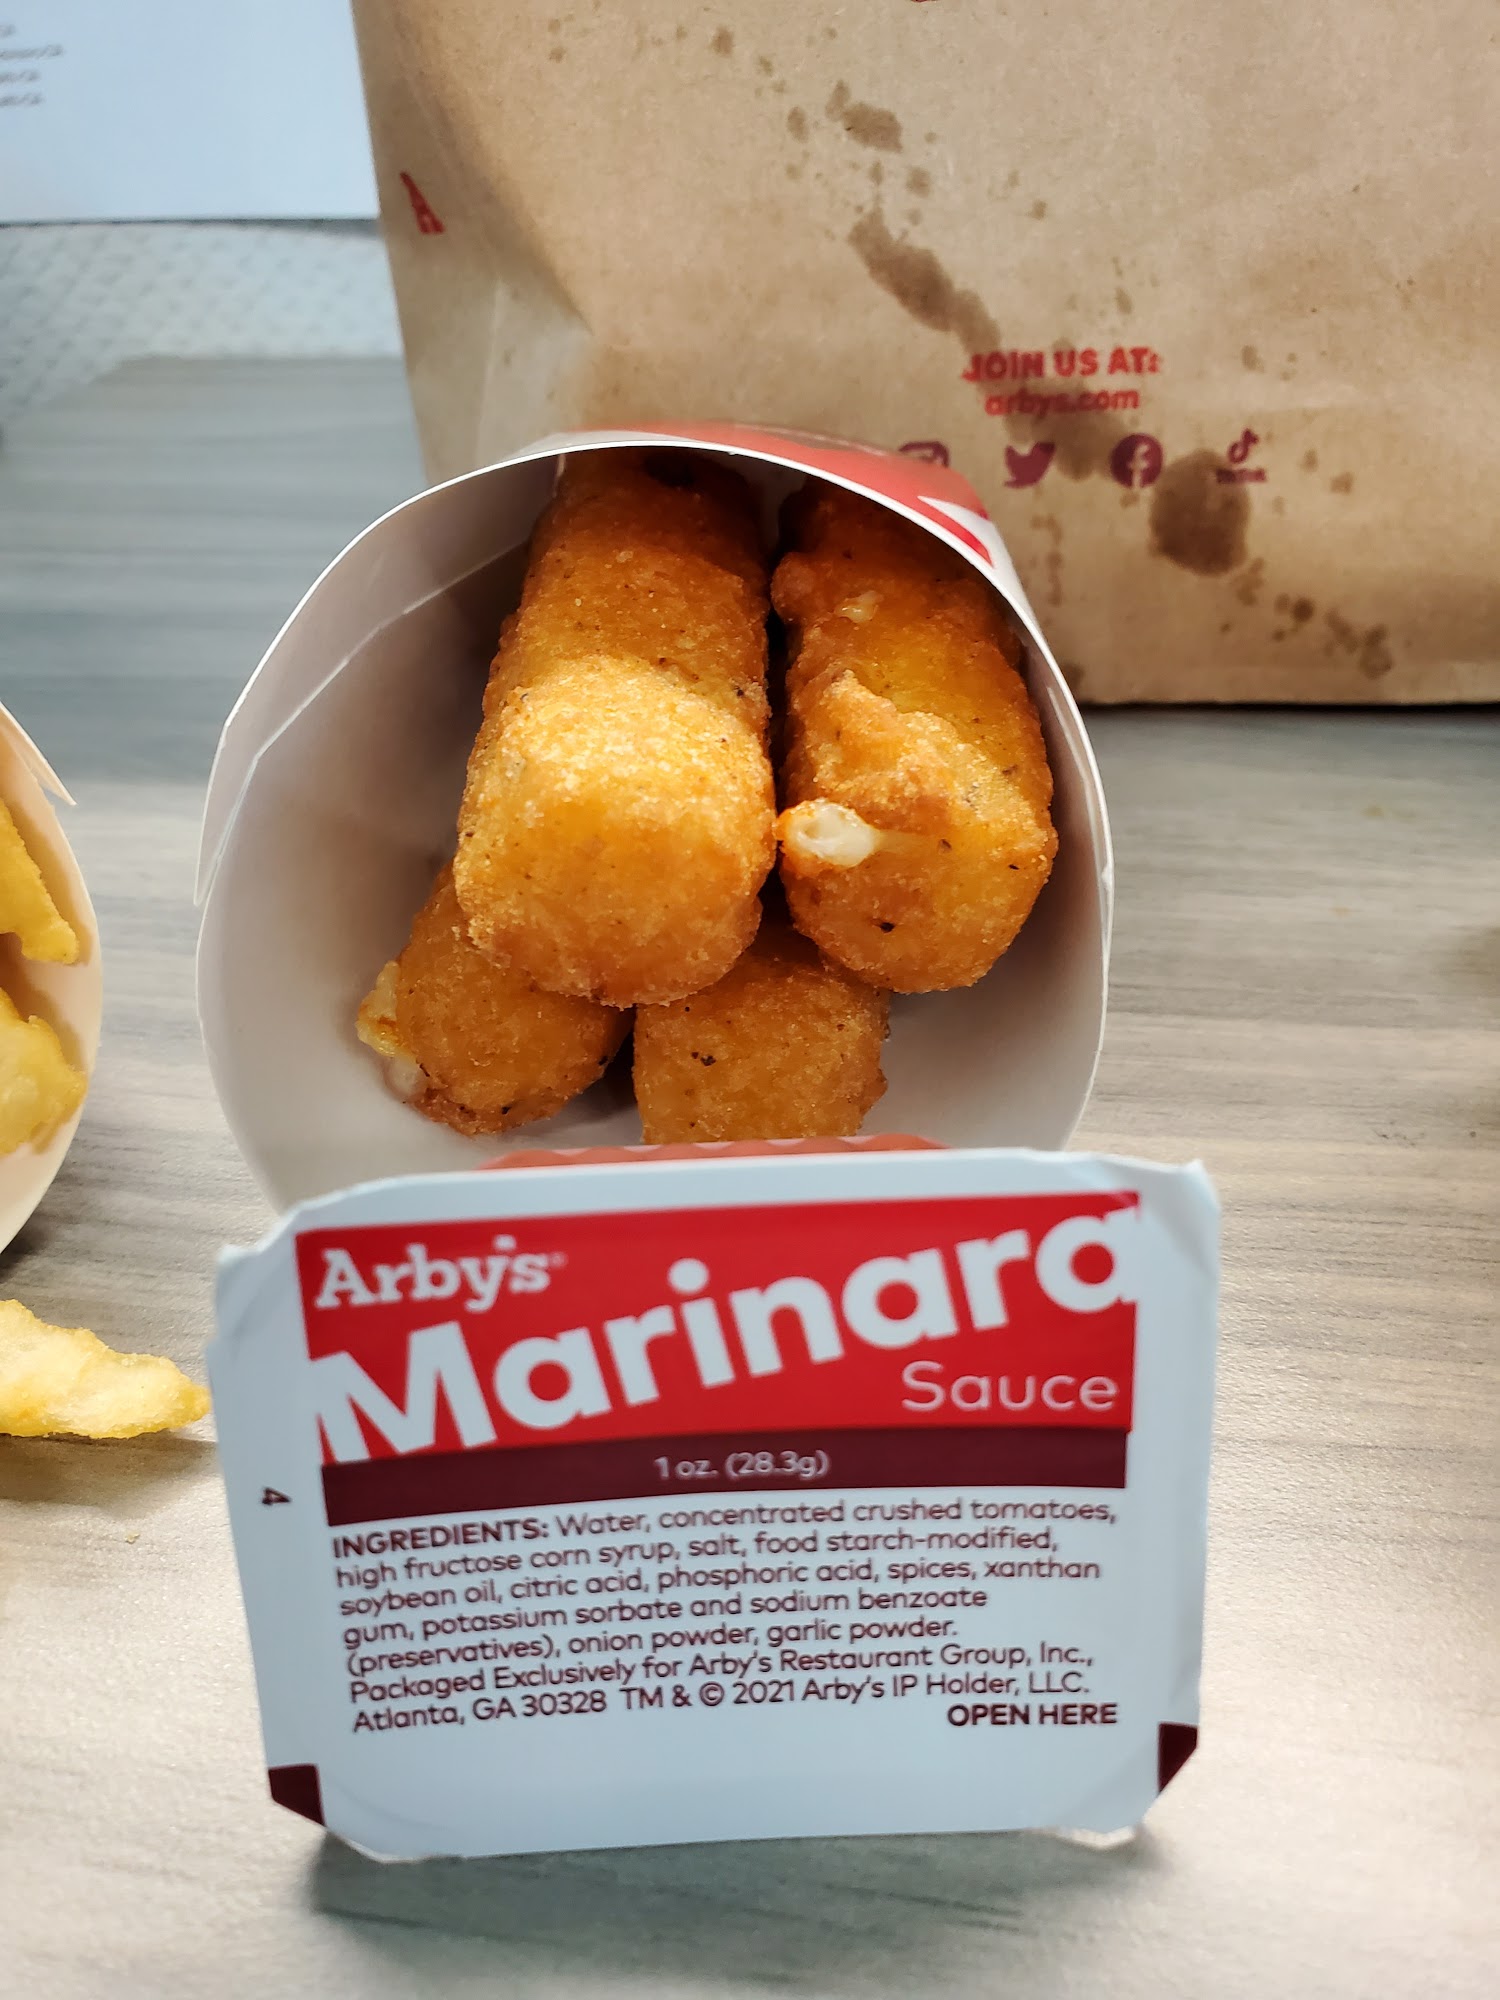 JOIN US AT:
arbys.com
TikTok
Arby's
Marinara
Sauce
1 oz. (28.3g)
4
INGREDIENTS: Water, concentrated crushed tomatoes,
high fructose corn syrup, salt, food starch-modified,
soybean oil, citric acid, phosphoric acid, spices, xanthan
gum, potassium sorbate and sodium benzoate
(preservatives), onion powder, garlic powder.
Packaged Exclusively for Arby's Restaurant Group, Inc.,
Atlanta, GA 30328 TM & © 2021 Arby's IP Holder, LLC.
OPEN HERE